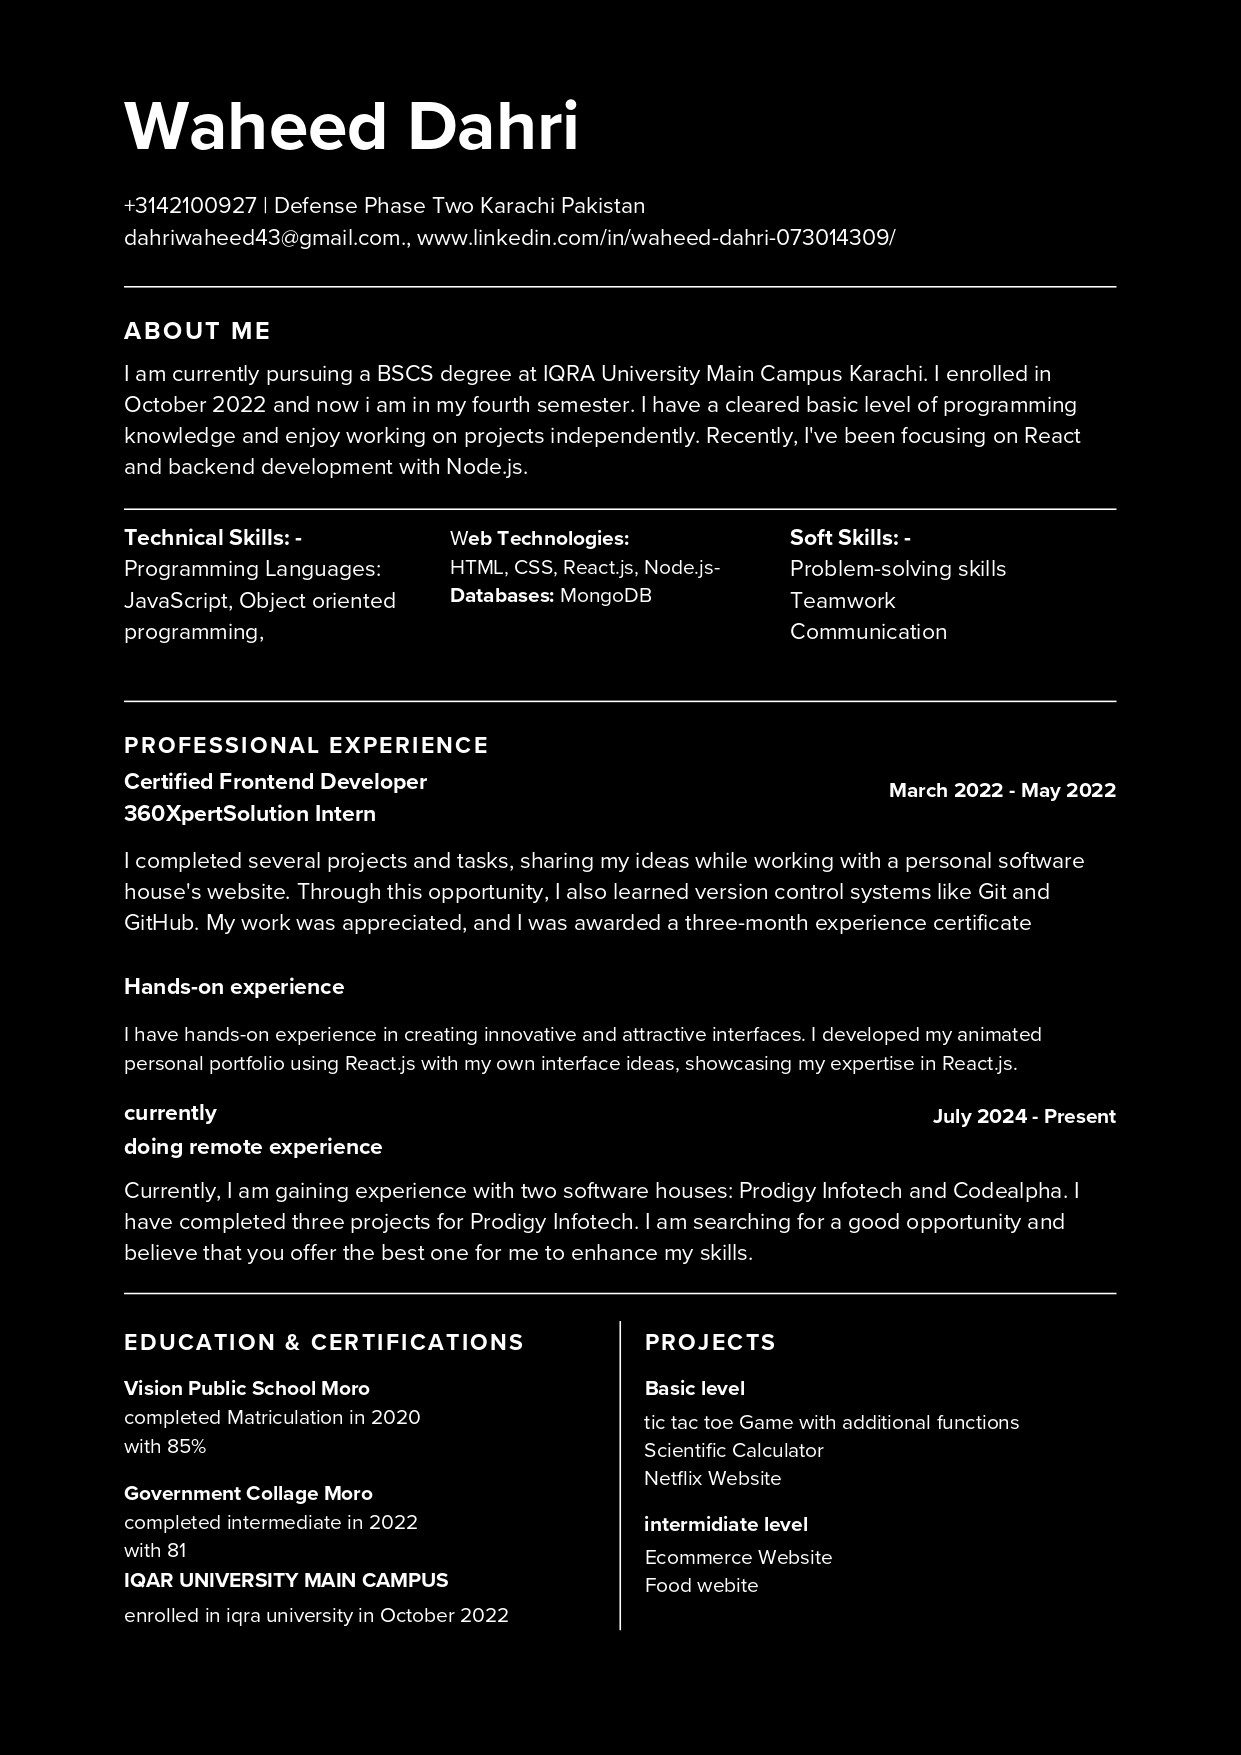 Waheed Dahri
+3142100927 | Defense Phase Two Karachi Pakistan
dahriwaheed43@gmail.com., www.linkedin.com/in/waheed-dahri-073014309/
ABOUT ME
I am currently pursuing a BSCS degree at IQRA University Main Campus Karachi. I enrolled in
October 2022 and now i am in my fourth semester. I have a cleared basic level of programming
knowledge and enjoy working on projects independently. Recently, I've been focusing on React
and backend development with Node.js.
Technical Skills: -
Programming Languages:
JavaScript, Object oriented
programming,
Web Technologies:
HTML, CSS, React.js, Node.js-
Databases: MongoDB
Soft Skills: -
Problem-solving skills
Teamwork
Communication
PROFESSIONAL EXPERIENCE
Certified Frontend Developer
360XpertSolution Intern
March 2022 - May 2022
I completed several projects and tasks, sharing my ideas while working with a personal software
house's website. Through this opportunity, I also learned version control systems like Git and
GitHub. My work was appreciated, and I was awarded a three-month experience certificate
Hands-on experience
I have hands-on experience in creating innovative and attractive interfaces. I developed my animated
personal portfolio using React.js with my own interface ideas, showcasing my expertise in React.js.
currently
doing remote experience
July 2024 - Present
Currently, I am gaining experience with two software houses: Prodigy Infotech and Codealpha. I
have completed three projects for Prodigy Infotech. I am searching for a good opportunity and
believe that you offer the best one for me to enhance my skills.
EDUCATION & CERTIFICATIONS
Vision Public School Moro
completed Matriculation in 2020
with 85%
Government Collage Moro
completed intermediate in 2022
with 81
IQAR UNIVERSITY MAIN CAMPUS
enrolled in iqra university in October 2022
PROJECTS
Basic level
tic tac toe Game with additional functions
Scientific Calculator
Netflix Website
intermidiate level
Ecommerce Website
Food webite